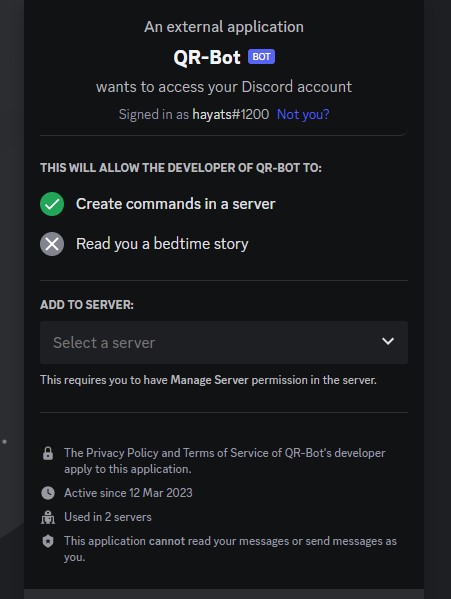 An external application
QR-Bot BOT
wants to access your Discord account
Signed in as hayats#1200 Not you?
THIS WILL ALLOW THE DEVELOPER OF QR-BOT TO:
Create commands in a server
Read you a bedtime story
ADD TO SERVER:
Select a server
This requires you to have Manage Server permission in the server.
The Privacy Policy and Terms of Service of QR-Bot's developer
apply to this application.
Active since 12 Mar 2023
Used in 2 servers
This application cannot read your messages or send messages as
you.